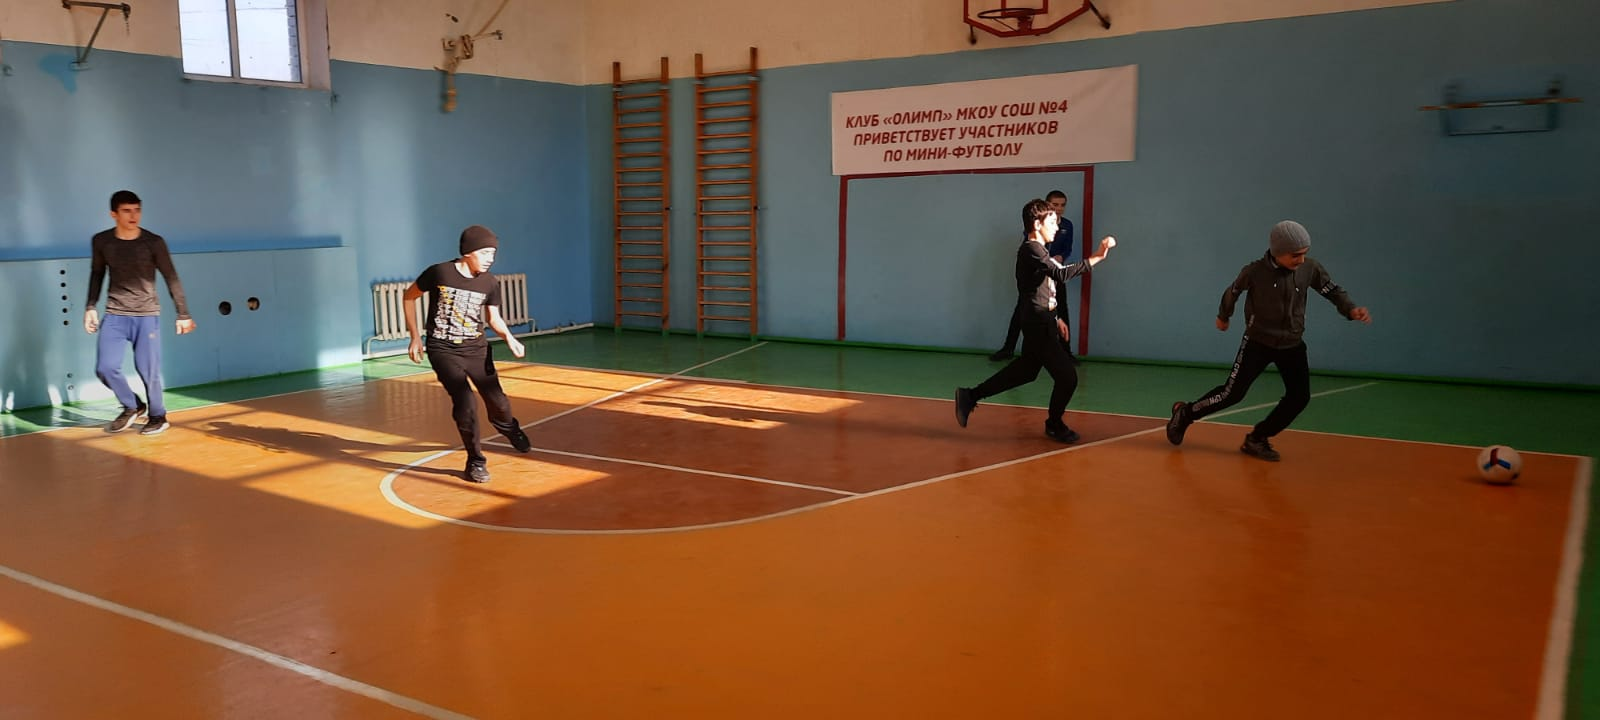 КЛУБ «ОЛИМП» МКОУ СОШ №4
ПРИВЕТСТВУЕТ УЧАСТНИКОВ
ПО МИНИ-ФУТБОЛУ